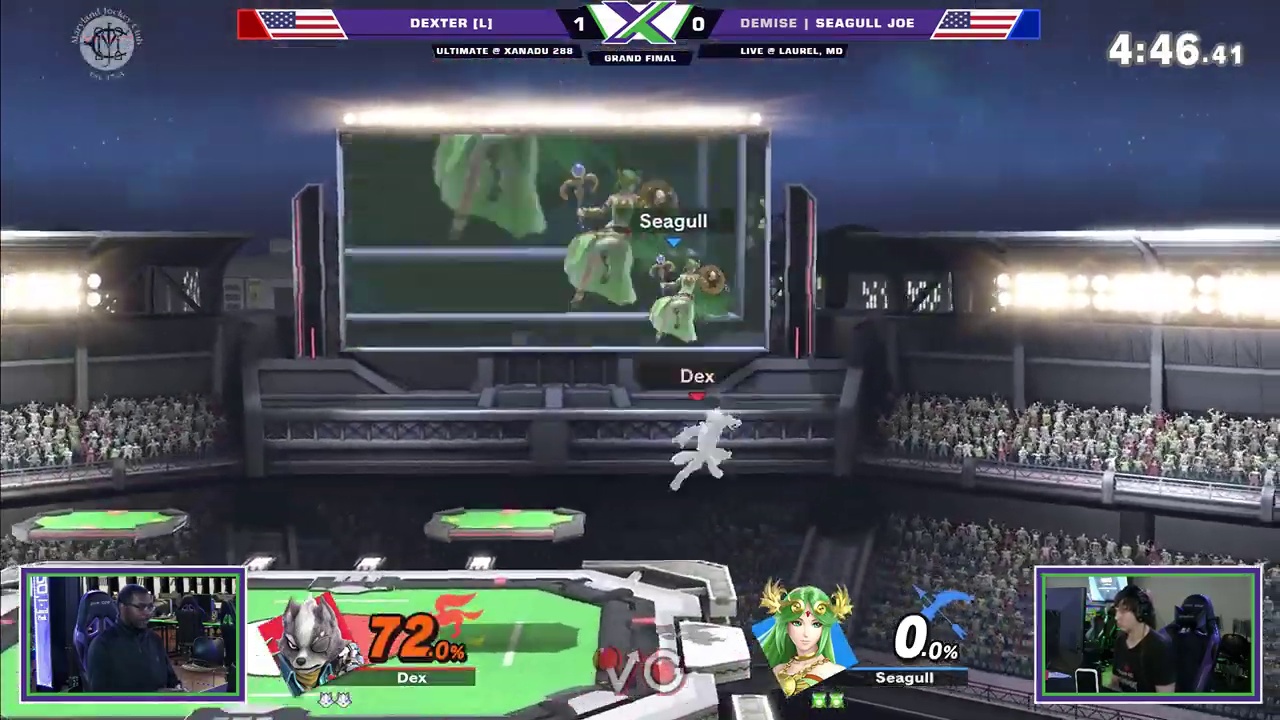 DEXTER [L]
1
0
DEMISE | SEAGULL JOE
ULTIMATE @ XANADU 288
GRAND FINAL
LIVE @ LAUREL, MD
4:46.41
Seagull
Dex
72.0%
Dex
0.0%
Seagull